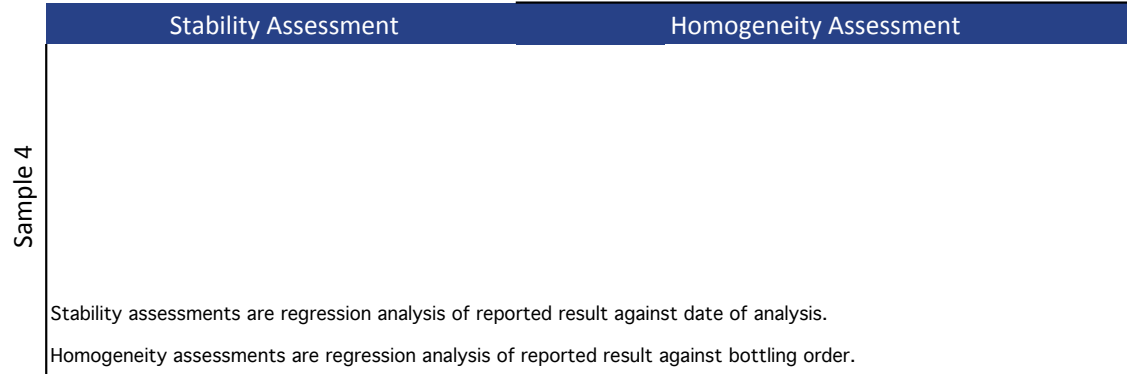 Stability Assessment Homogeneity Assessment
Sample 4
Stability assessments are regression analysis of reported result against date of analysis.
Homogeneity assessments are regression analysis of reported result against bottling order.